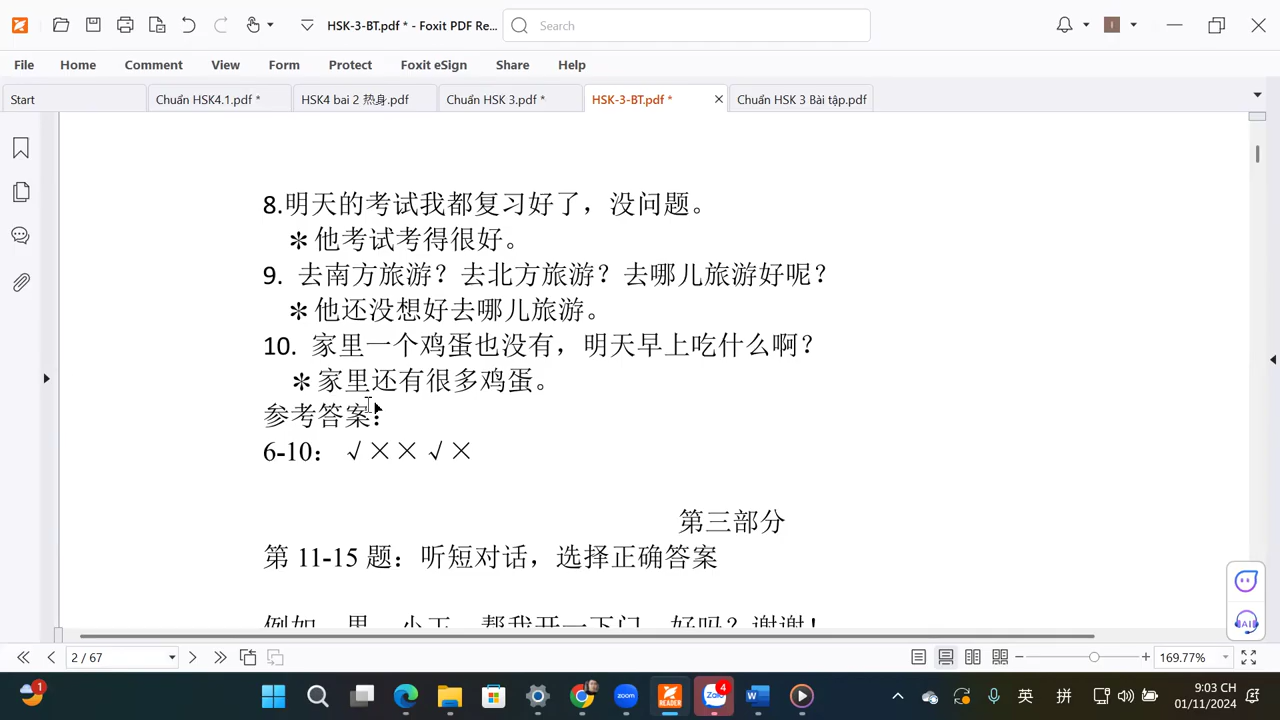 HSK-3-BT.pdf * - Foxit PDF Re...
Search
I
File Home Comment View Form Protect Foxit eSign Share Help
Start Chuẩn HSK4.1.pdf * HSK4 bai 2 热身.pdf Chuẩn HSK 3.pdf * HSK-3-BT.pdf * Chuẩn HSK 3 Bài tập.pdf
8.明天的考试我都复习好了，没问题。
＊他考试考得很好。
9. 去南方旅游？去北方旅游？去哪儿旅游好呢？
＊他还没想好去哪儿旅游。
10. 家里一个鸡蛋也没有，明天早上吃什么啊？
＊家里还有很多鸡蛋。
参考答案：
6-10： √××√×
第三部分
第 11-15 题：听短对话，选择正确答案
AI
2 / 67
169.77%
1
zoom
READER
Zalo
4
W
英
拼
9:03 CH
01/11/2024